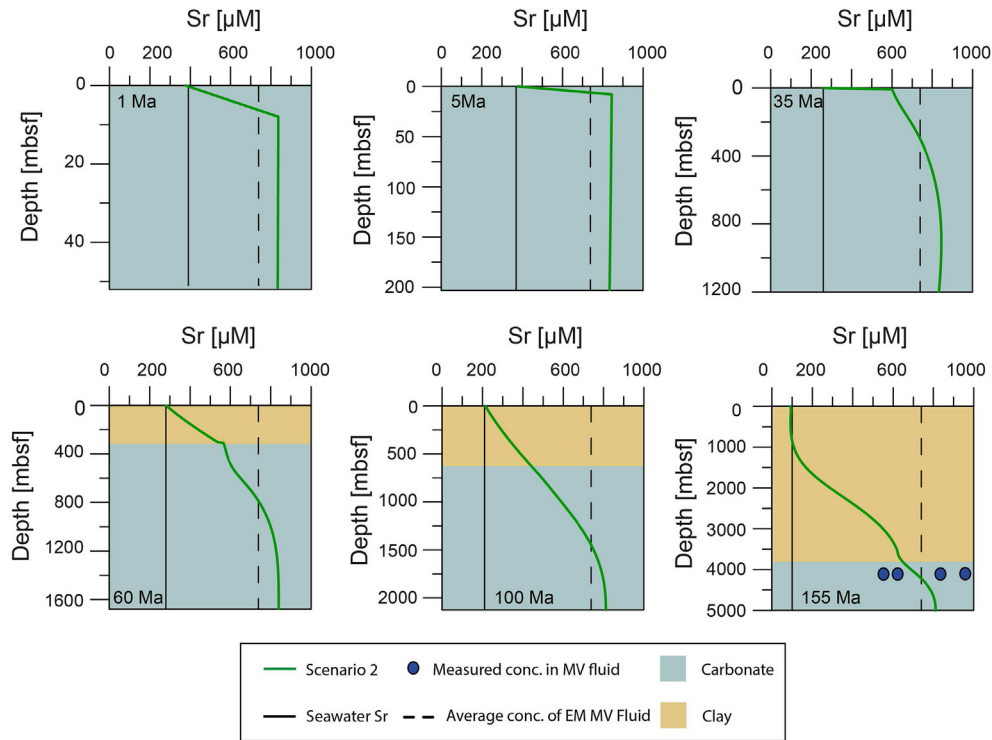 Sr [µM] Sr [µM] Sr [µM]
0 200 600 1000 0 200 600 1000 0 200 600 1000
Depth [mbsf]
0
20
40
1 Ma
Depth [mbsf]
0
50
100
150
200
5Ma
Depth [mbsf]
0
400
800
1200
35 Ma
Sr [µM] Sr [µM] Sr [µM]
0 200 600 1000 0 200 600 1000 0 200 600 1000
Depth [mbsf]
0
400
800
1200
1600
60 Ma
Depth [mbsf]
0
500
1000
1500
2000
100 Ma
Depth [mbsf]
0
1000
2000
3000
4000
5000
155 Ma
Scenario 2 Measured conc. in MV fluid Carbonate
Seawater Sr Average conc. of EM MV Fluid Clay